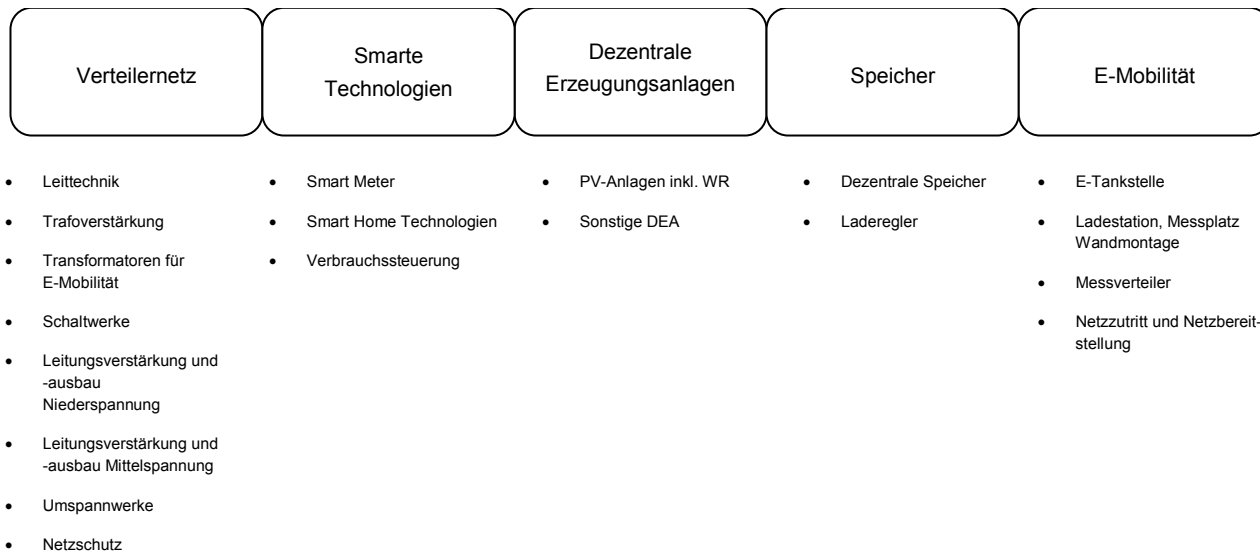 Verteilernetz
Smarte
Technologien
Dezentrale
Erzeugungsanlagen
Speicher
E-Mobilität
• Leittechnik
• Trafoverstärkung
• Transformatoren für
E-Mobilität
• Schaltwerke
• Leitungsverstärkung und
-ausbau
Niederspannung
• Leitungsverstärkung und
-ausbau Mittelspannung
• Umspannwerke
• Netzschutz
• Smart Meter
• Smart Home Technologien
• Verbrauchssteuerung
• PV-Anlagen inkl. WR
• Sonstige DEA
• Dezentrale Speicher
• Laderegler
• E-Tankstelle
• Ladestation, Messplatz
Wandmontage
• Messverteiler
• Netzzutritt und Netzbereit-
stellung